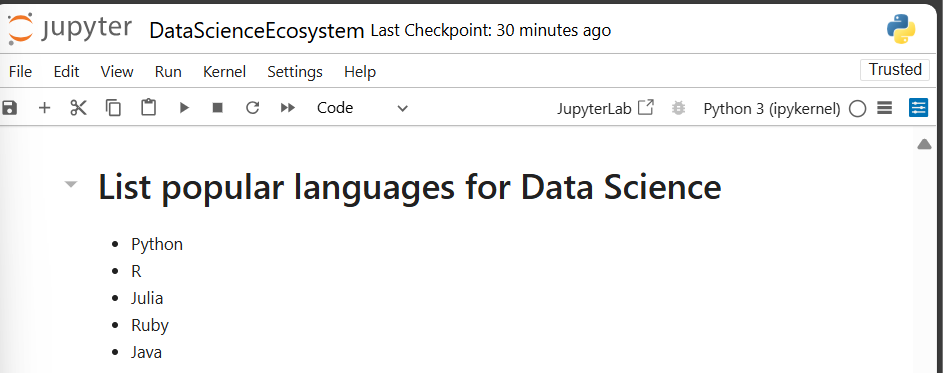 jupyter DataScienceEcosystem Last Checkpoint: 30 minutes ago
File Edit View Run Kernel Settings Help Trusted
Code JupyterLab Python 3 (ipykernel)
List popular languages for Data Science
• Python
• R
• Julia
• Ruby
• Java